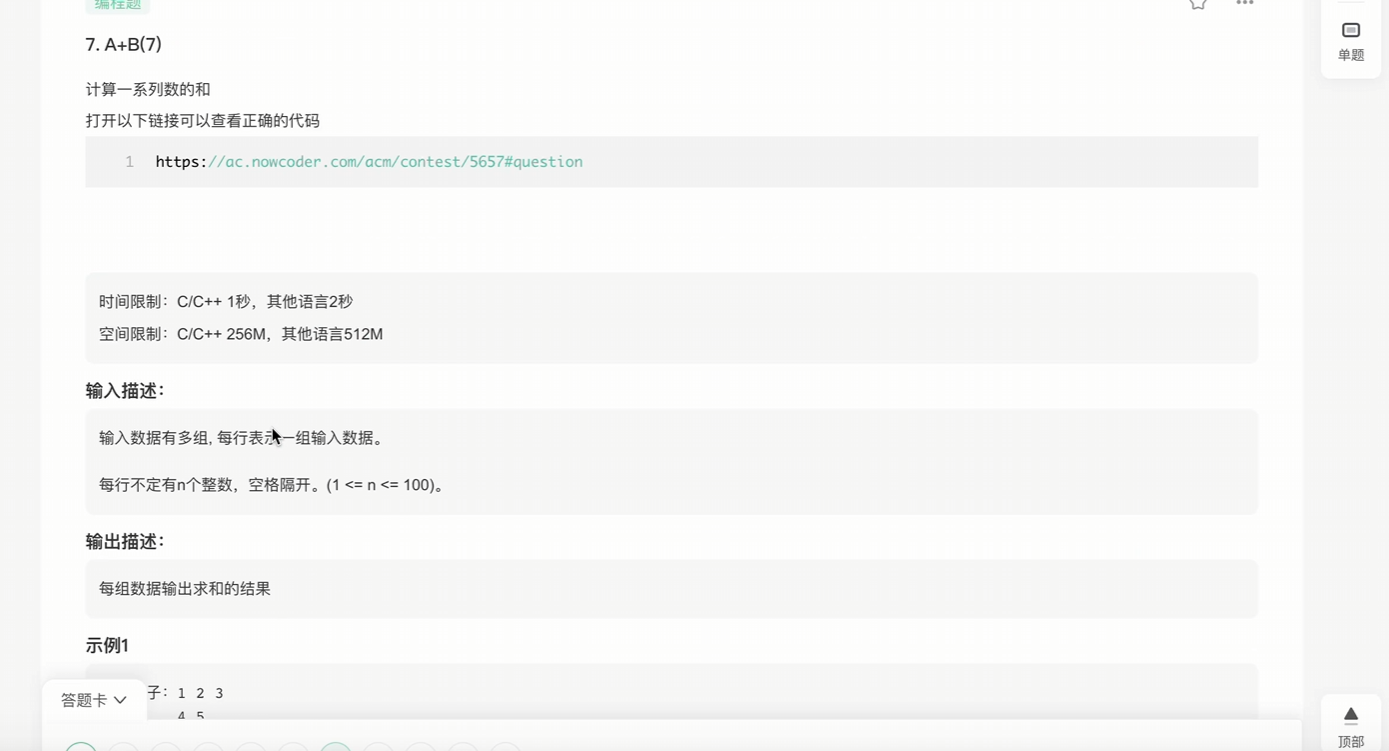 编程题
单题
7. A+B(7)
计算一系列数的和
打开以下链接可以查看正确的代码
1 https://ac.nowcoder.com/acm/contest/5657#question
时间限制：C/C++ 1秒，其他语言2秒
空间限制：C/C++ 256M，其他语言512M
输入描述：
输入数据有多组, 每行表示一组输入数据。
每行不定有n个整数，空格隔开。(1 <= n <= 100)。
输出描述：
每组数据输出求和的结果
示例1
子：1 2 3
4 5
答题卡
顶部